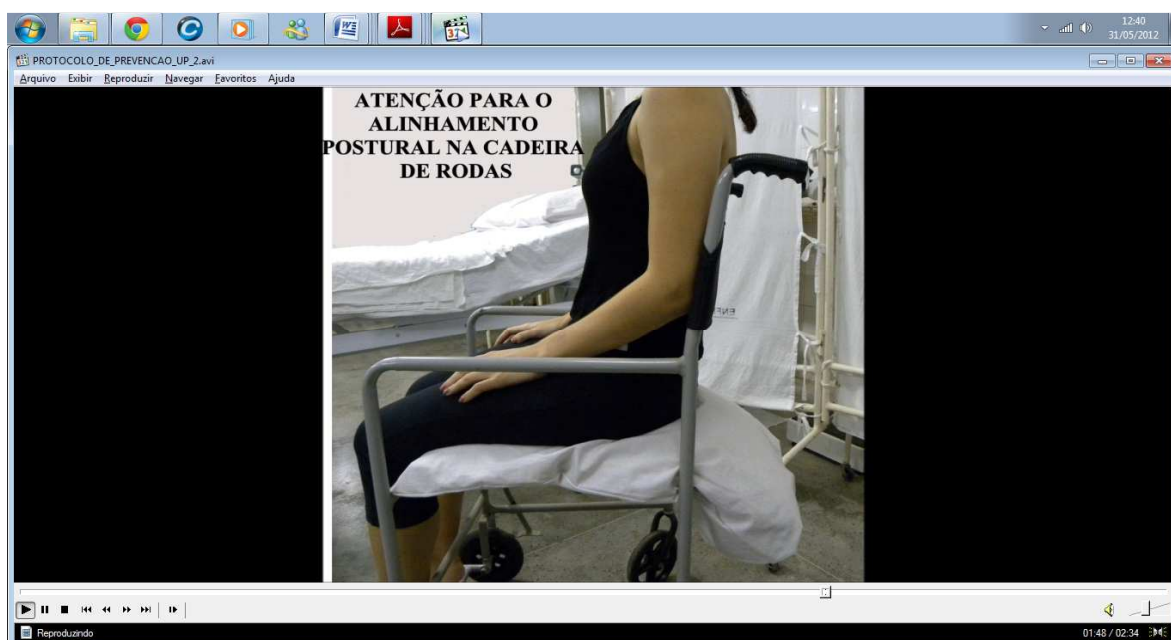 12:40
31/05/2012
PROTOCOLO_DE_PREVENCAO_UP_2.avi
Arquivo Exibir Reproduzir Navegar Favoritos Ajuda
ATENÇÃO PARA O
ALINHAMENTO
POSTURAL NA CADEIRA
DE RODAS
Reproduzindo
01:48 / 02:34